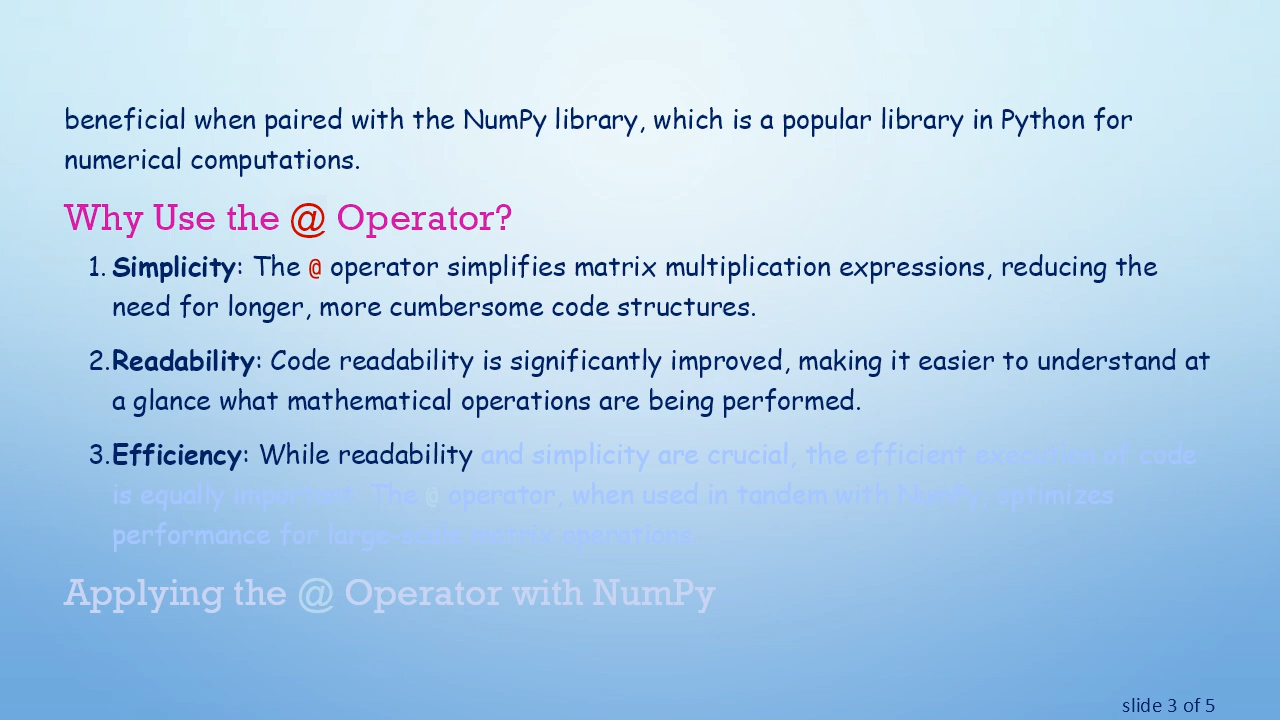 beneficial when paired with the NumPy library, which is a popular library in Python for
numerical computations.
Why Use the @ Operator?
1. Simplicity: The @ operator simplifies matrix multiplication expressions, reducing the
need for longer, more cumbersome code structures.
2. Readability: Code readability is significantly improved, making it easier to understand at
a glance what mathematical operations are being performed.
3. Efficiency: While readability and simplicity are crucial, the efficient execution of code
is equally important. The @ operator, when used in tandem with NumPy, optimizes
performance for large-scale matrix operations.
Applying the @ Operator with NumPy
slide 3 of 5